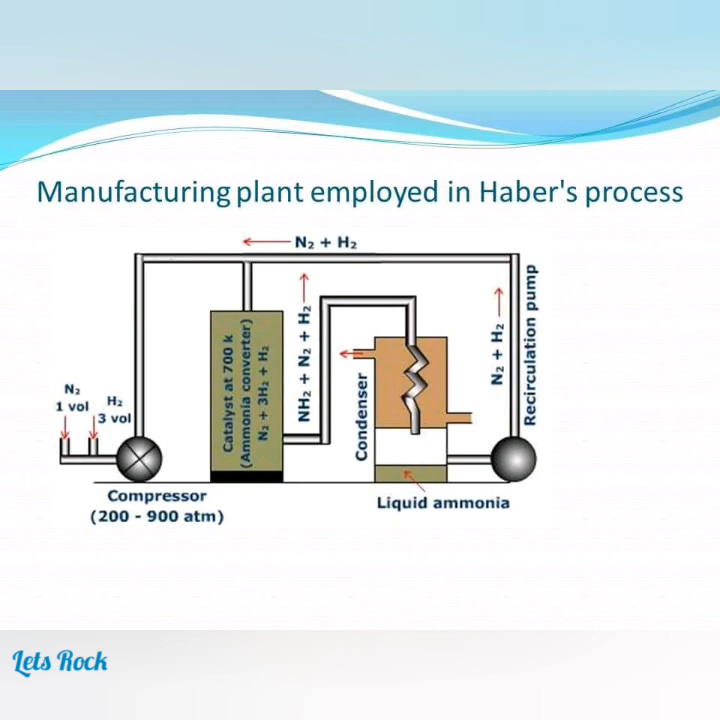 Manufacturing plant employed in Haber's process
N₂ + H₂
Catalyst at 700 k
(Ammonia converter)
N₂ + 3H₂ + H₂
NH₂ + N₂ + H₂
Condenser
N₂ + H₂
Recirculation pump
N₂
1 vol
H₂
3 vol
Compressor
(200 - 900 atm)
Liquid ammonia
Lets Rock